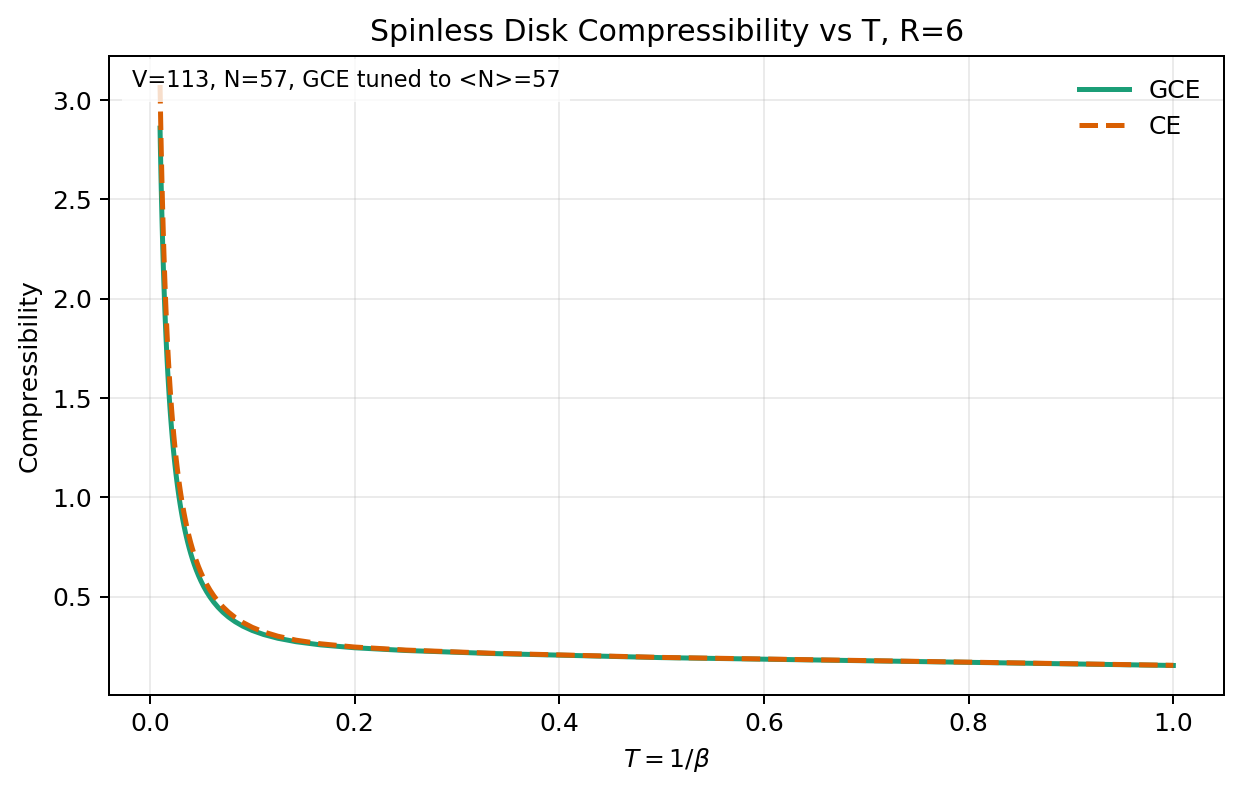 Spinless Disk Compressibility vs T, R=6
V=113, N=57, GCE tuned to <N>=57
GCE
CE
3.0
2.5
2.0
1.5
1.0
0.5
Compressibility
0.0 0.2 0.4 0.6 0.8 1.0
T = 1/β